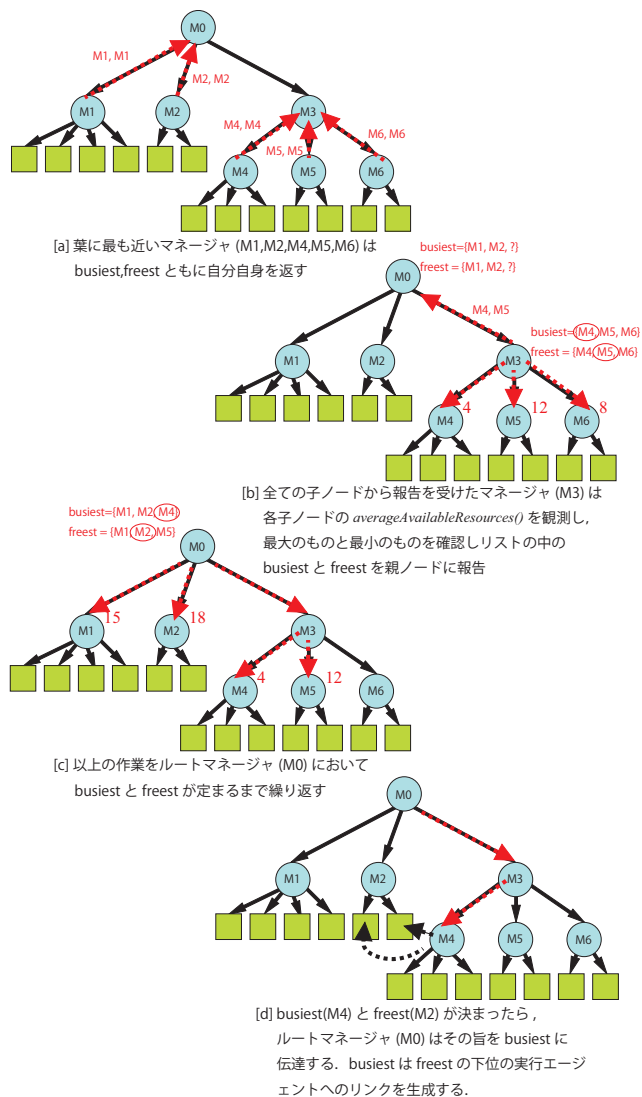 M0
M1, M1
M2, M2
M1
M2
M3
M4, M4
M5, M5
M6, M6
M4
M5
M6
[a] 葉に最も近いマネージャ (M1,M2,M4,M5,M6) は
busiest,freest ともに自分自身を返す
busiest={M1, M2, ?}
freest = {M1, M2, ?}
M0
M4, M5
busiest={M4, M5, M6}
freest = {M4, M5, M6}
M1
M2
M3
4
12
8
M4
M5
M6
[b] 全ての子ノードから報告を受けたマネージャ (M3) は
各子ノードの averageAvailableResources() を観測し,
最大のものと最小のものを確認しリストの中の
busiest と freest を親ノードに報告
busiest={M1, M2, M4}
freest = {M1, M2, M5}
M0
15
18
M1
M2
M3
4
12
M4
M5
M6
[c] 以上の作業をルートマネージャ (M0) において
busiest と freest が定まるまで繰り返す
M0
M1
M2
M3
M4
M5
M6
[d] busiest(M4) と freest(M2) が決まったら ,
ルートマネージャ (M0) はその旨を busiest に
伝達する．busiest は freest の下位の実行エージ
ェントへのリンクを生成する．